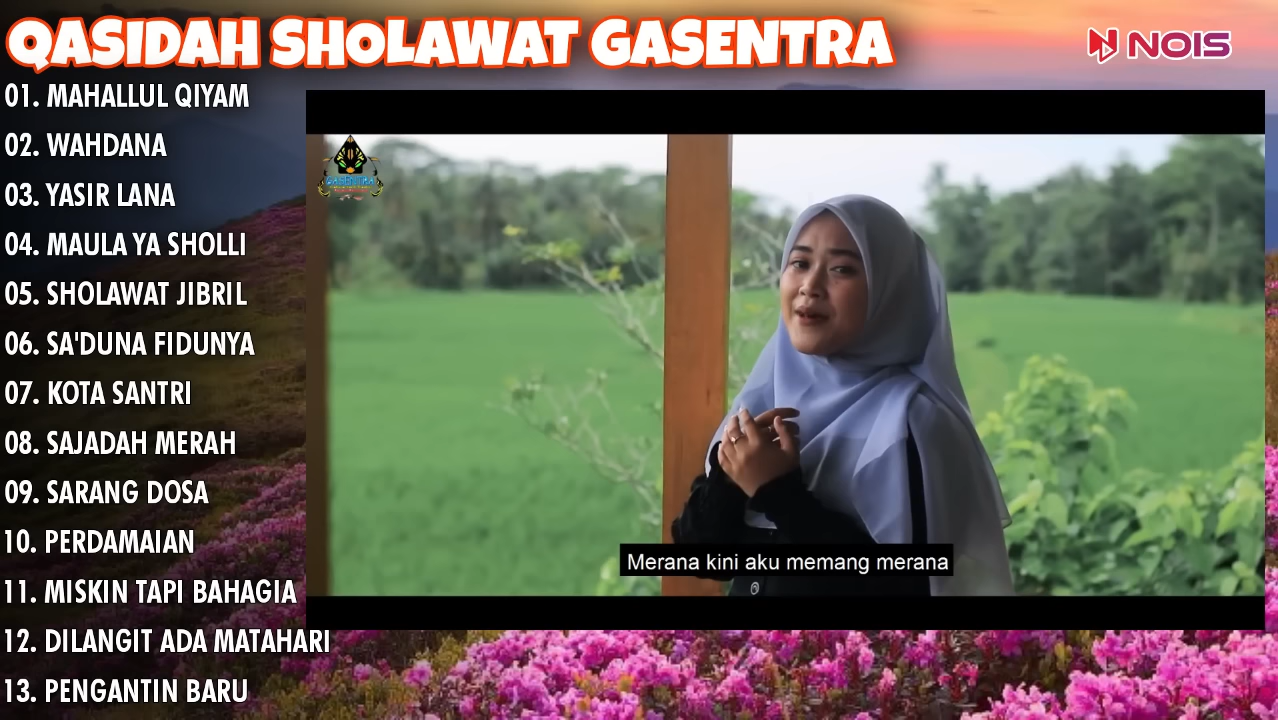 QASIDAH SHOLAWAT GASENTRA
NOIS
01. MAHALLUL QIYAM
02. WAHDANA
03. YASIR LANA
04. MAULA YA SHOLLI
05. SHOLAWAT JIBRIL
06. SA'DUNA FIDUNYA
07. KOTA SANTRI
08. SAJADAH MERAH
09. SARANG DOSA
10. PERDAMAIAN
11. MISKIN TAPI BAHAGIA
12. DILANGIT ADA MATAHARI
13. PENGANTIN BARU
GASENTRA
Merana kini aku memang merana